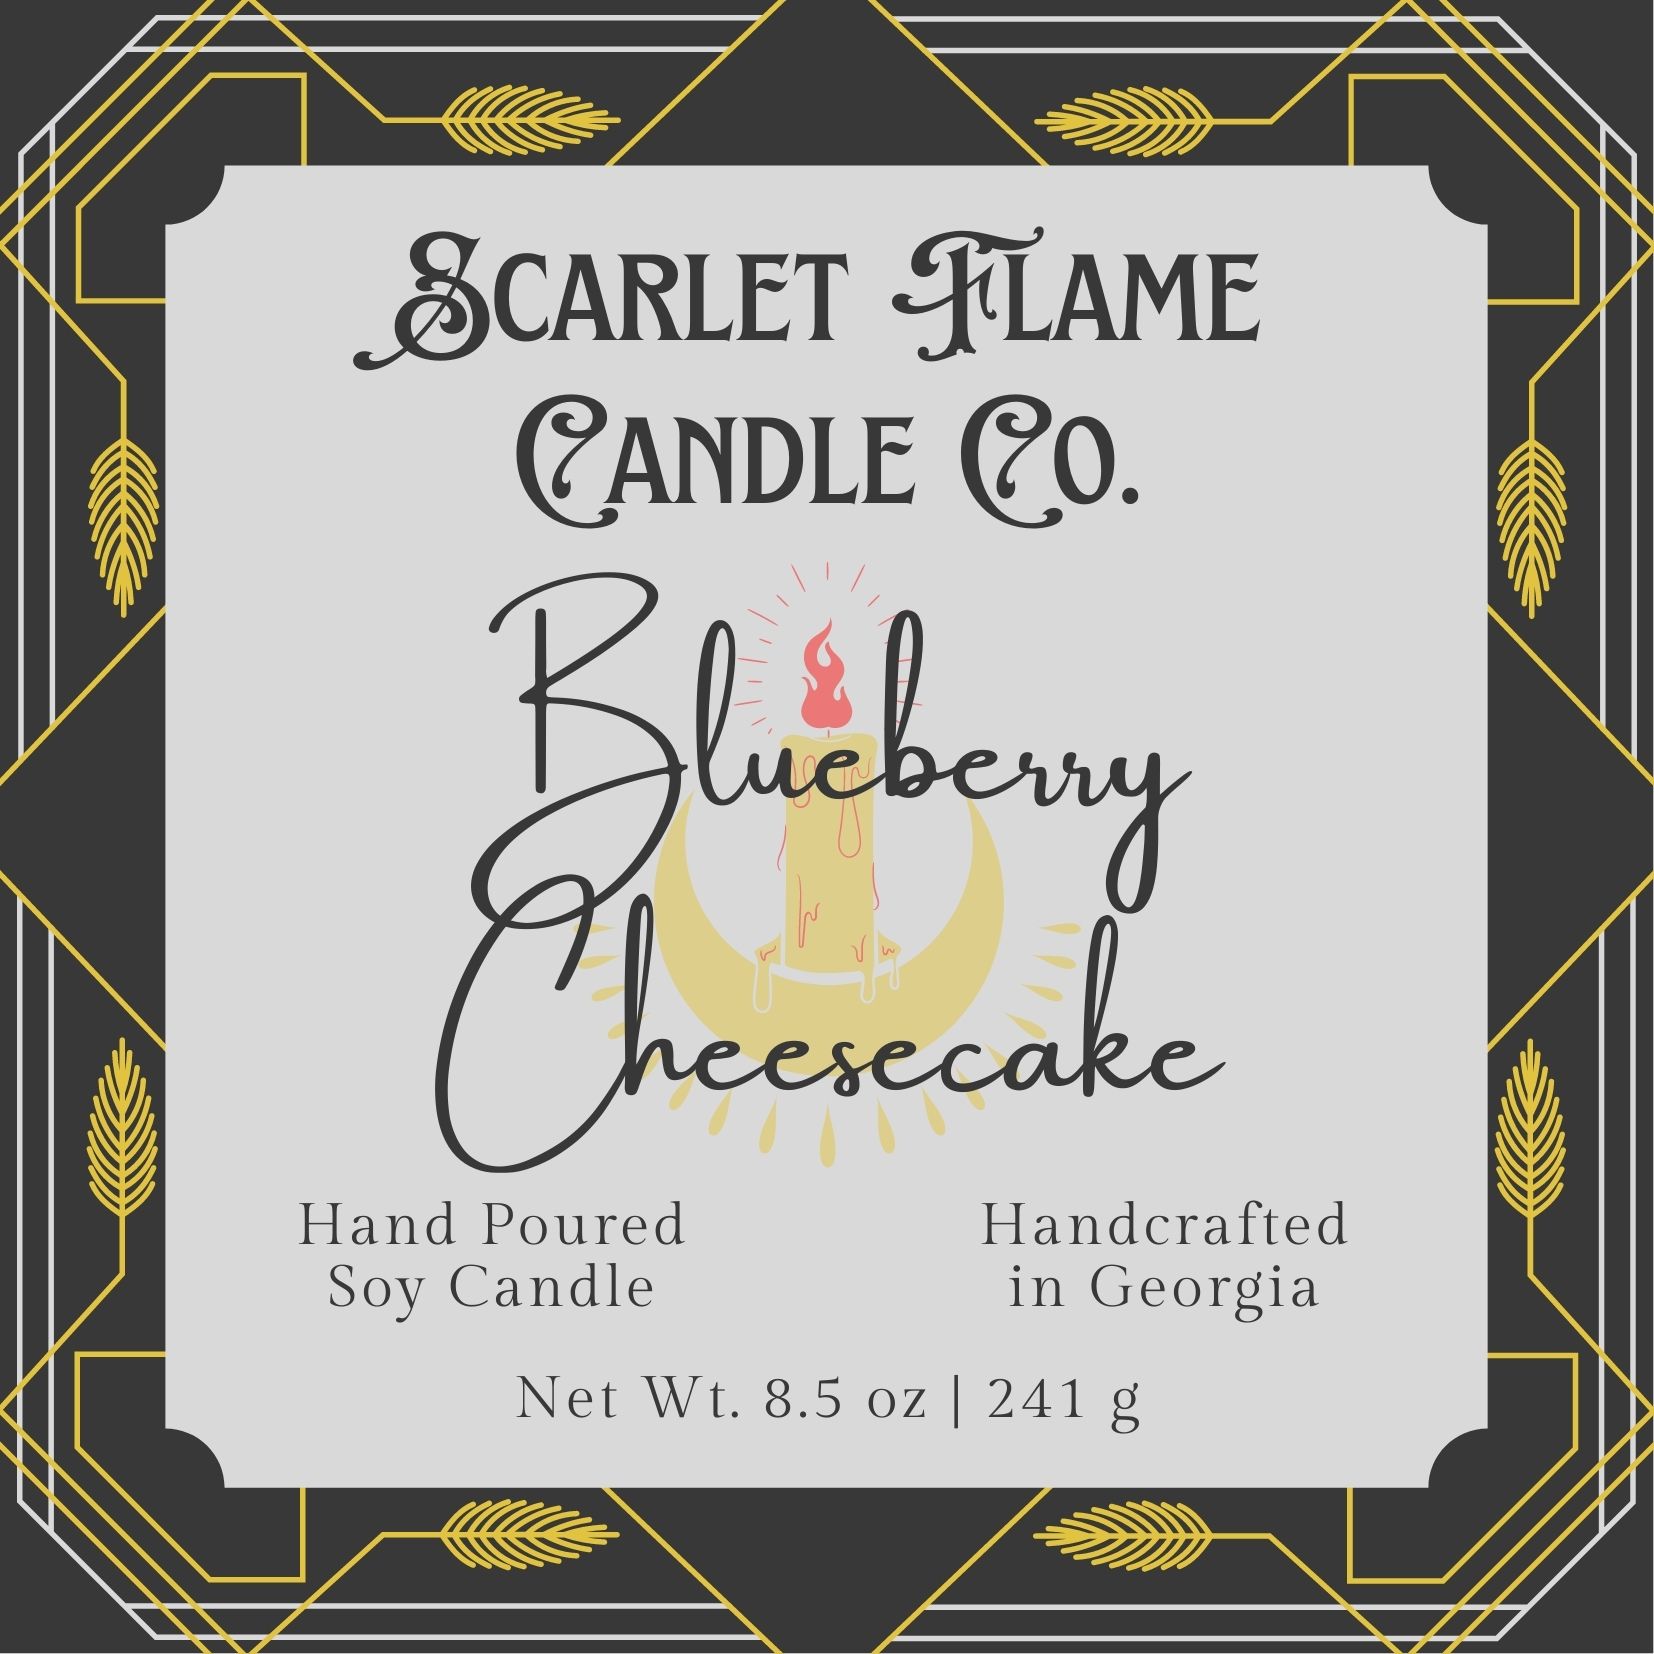 Scarlet Flame
Candle Co.
Blueberry
Cheesecake
Hand Poured
Soy Candle
Handcrafted
in Georgia
Net Wt. 8.5 oz | 241 g